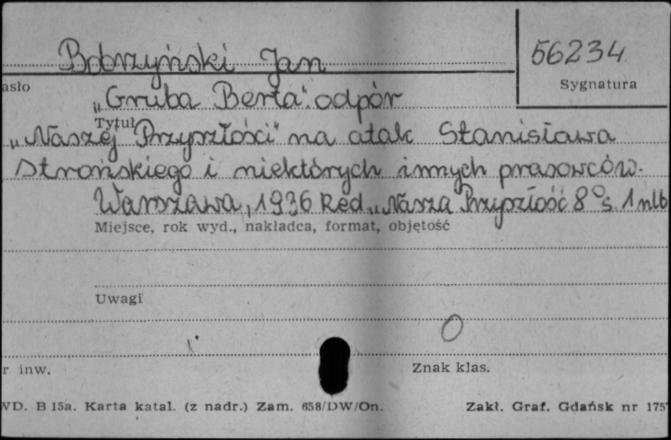 Bobrzyński Jan
56234
asło
Sygnatura
„Gruba Berta": odpór
Tytuł
„Naszej Przyszłości" na atak Stanisława
Strońskiego i niektórych innych prasowców.
Warszawa, 1936 Red. „Nasza Przyszłość 8° s. 1 nlb
Miejsce, rok wyd., nakładca, format, objętość
Uwagi
0
r inw.
Znak klas.
WD. B 15a. Karta katal. (z nadr.) Zam. 658/DW/On.
Zakł. Graf. Gdańsk nr 175